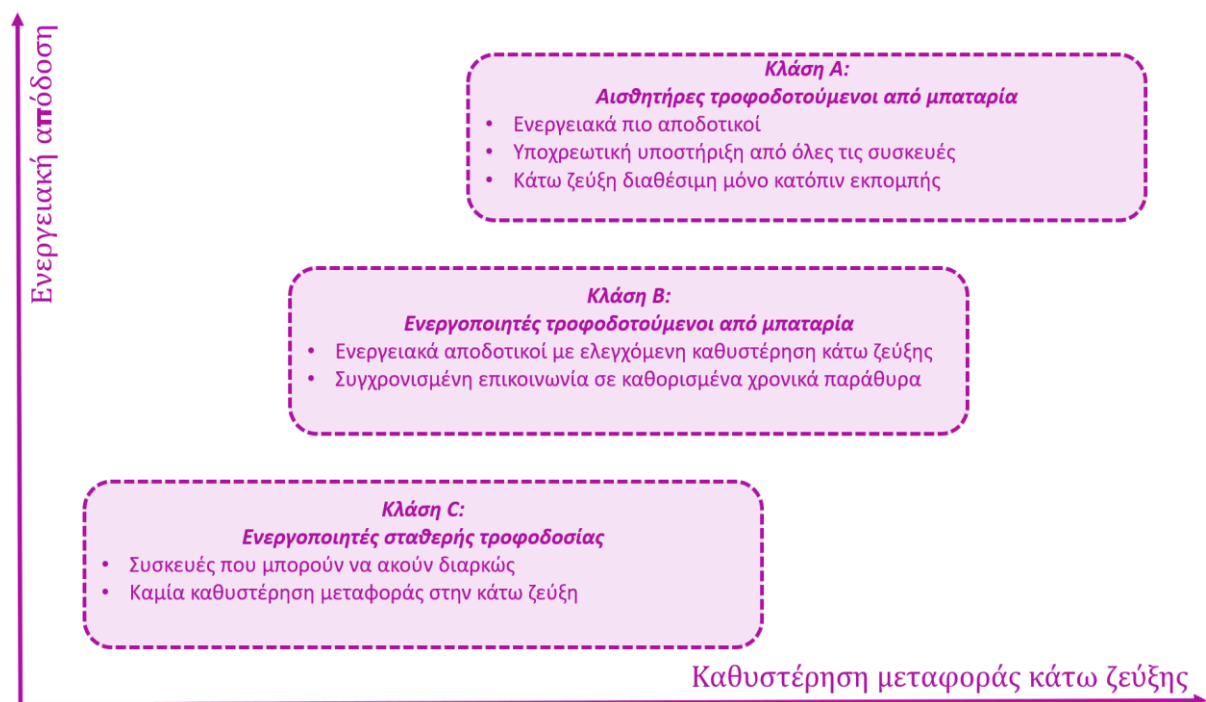 Ενεργειακή απόδοση
Κλάση A:
Αισθητήρες τροφοδοτούμενοι από μπαταρία
• Ενεργειακά πιο αποδοτικοί
• Υποχρεωτική υποστήριξη από όλες τις συσκευές
• Κάτω ζεύξη διαθέσιμη μόνο κατόπιν εκπομπής
Κλάση B:
Ενεργοποιητές τροφοδοτούμενοι από μπαταρία
• Ενεργειακά αποδοτικοί με ελεγχόμενη καθυστέρηση κάτω ζεύξης
• Συγχρονισμένη επικοινωνία σε καθορισμένα χρονικά παράθυρα
Κλάση C:
Ενεργοποιητές σταθερής τροφοδοσίας
• Συσκευές που μπορούν να ακούν διαρκώς
• Καμία καθυστέρηση μεταφοράς στην κάτω ζεύξη
Καθυστέρηση μεταφοράς κάτω ζεύξης